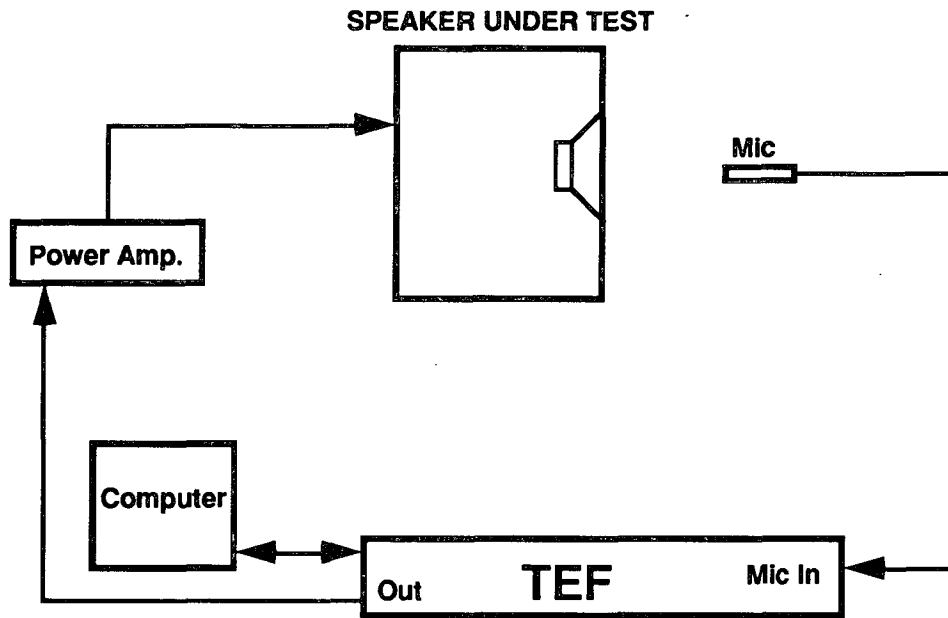 SPEAKER UNDER TEST
Mic
Power Amp.
Computer
Out
TEF
Mic In